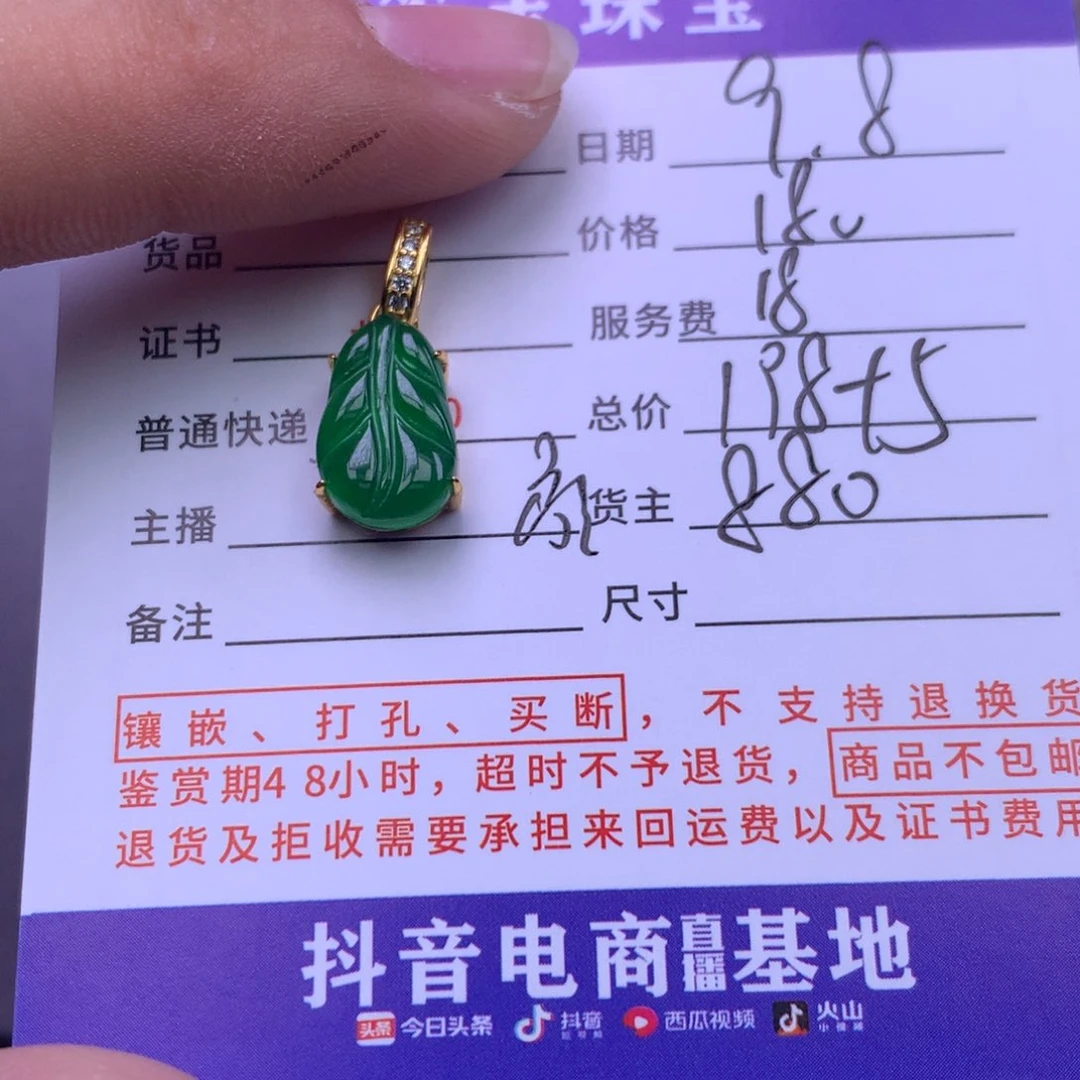 珠宝
日期 9.8
货品 价格 180
证书 服务费 18
普通快递 总价 198+5
主播 货主 880
备注 尺寸
镶嵌、打孔、买断，不支持退换货
鉴赏期48小时，超时不予退货，商品不包邮
退货及拒收需要承担来回运费以及证书费用
抖音电商直播基地
头条 今日头条 抖音 西瓜视频 火山